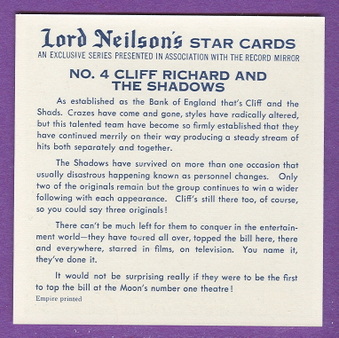 Lord Neilson's STAR CARDS
AN EXCLUSIVE SERIES PRESENTED IN ASSOCIATION WITH THE RECORD MIRROR
NO. 4 CLIFF RICHARD AND
THE SHADOWS
As established as the Bank of England that's Cliff and the
Shads. Crazes have come and gone, styles have radically altered,
but this talented team have become so firmly established that they
have continued merrily on their way producing a steady stream of
hits both separately and together.
The Shadows have survived on more than one occasion that
usually disastrous happening known as personnel changes. Only
two of the originals remain but the group continues to win a wider
following with each appearance. Cliff's still there too, of course,
so you could say three originals!
There can't be much left for them to conquer in the entertain-
ment world—they have toured all over, topped the bill here, there
and everywhere, starred in films, on television. You name it,
they've done it.
It would not be surprising really if they were to be the first
to top the bill at the Moon's number one theatre!
Empire printed